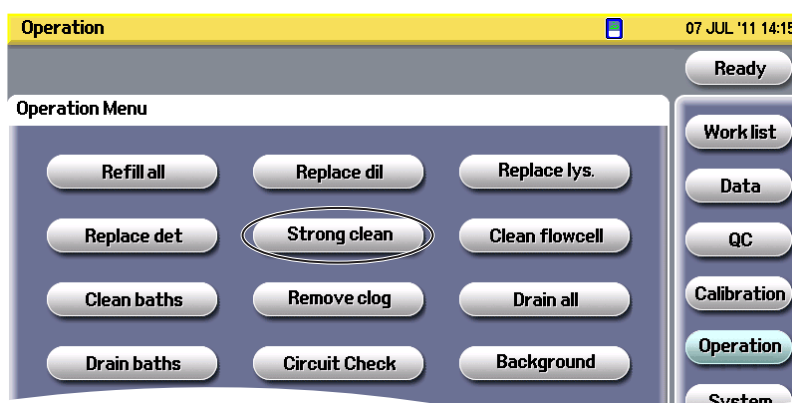 Operation
07 JUL '11 14:15
Ready
Operation Menu
Work list
Refill all
Replace dil
Replace lys.
Data
Replace det
Strong clean
Clean flowcell
QC
Clean baths
Remove clog
Drain all
Calibration
Drain baths
Circuit Check
Background
Operation
System